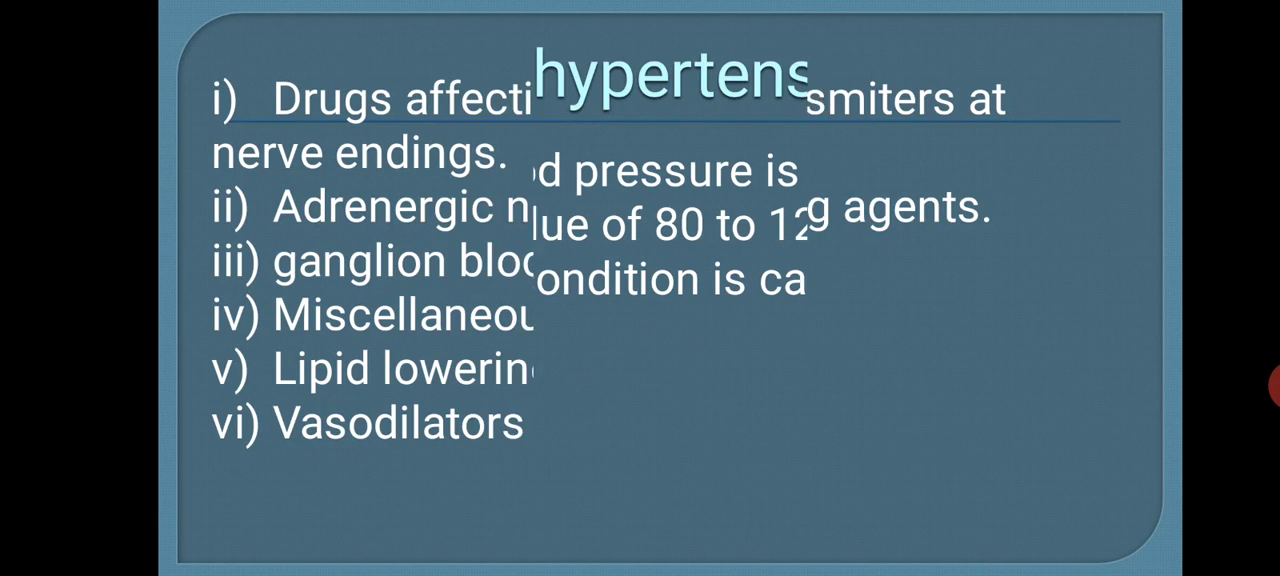 hypertens
i) Drugs affecti smiters at
nerve endings.
d pressure is
ii) Adrenergic n g agents.
lue of 80 to 12
iii) ganglion bloc
ondition is ca
iv) Miscellaneou
v) Lipid lowerin
vi) Vasodilators